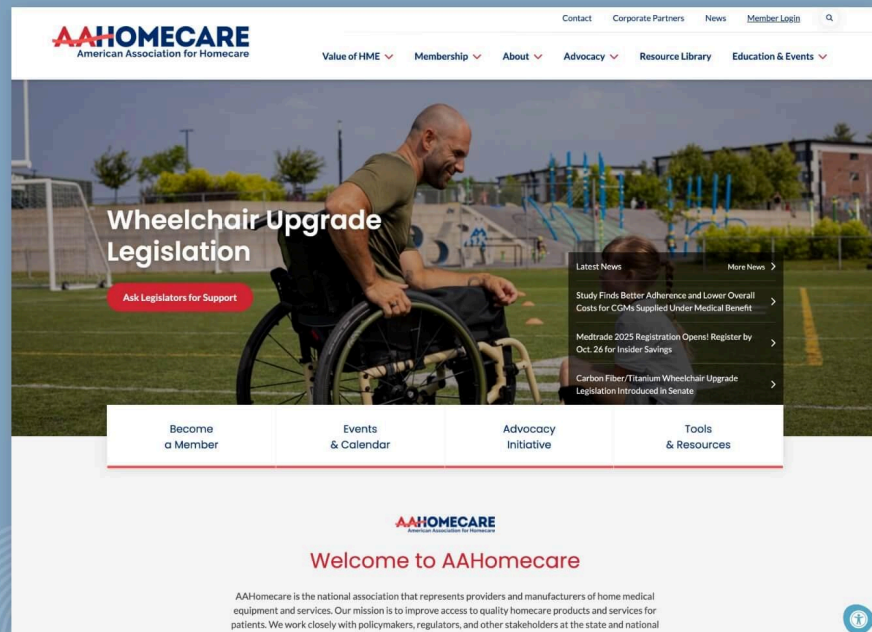 Contact Corporate Partners News Member Login
AAHOMECARE
American Association for Homecare
Value of HME Membership About Advocacy Resource Library Education & Events
Wheelchair Upgrade
Legislation
Ask Legislators for Support
Latest News More News
Study Finds Better Adherence and Lower Overall
Costs for CGMs Supplied Under Medical Benefit
Medtrade 2025 Registration Opens! Register by
Oct. 26 for Insider Savings
Carbon Fiber/Titanium Wheelchair Upgrade
Legislation Introduced in Senate
Become
a Member
Events
& Calendar
Advocacy
Initiative
Tools
& Resources
AAHOMECARE
American Association for Homecare
Welcome to AAHomecare
AAHomecare is the national association that represents providers and manufacturers of home medical
equipment and services. Our mission is to improve access to quality homecare products and services for
patients. We work closely with policymakers, regulators, and other stakeholders at the state and national